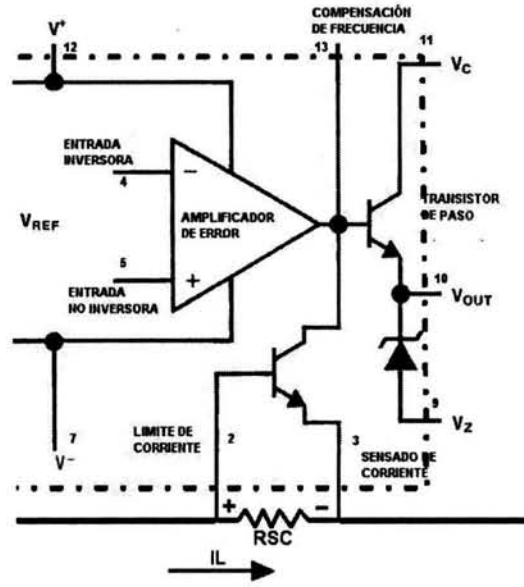 COMPENSACIÓN
DE FRECUENCIA
V+
12
13
11
VC
ENTRADA
INVERSORA
4
−
TRANSISTOR
DE PASO
VREF
AMPLIFICADOR
DE ERROR
5
+
ENTRADA
NO INVERSORA
10
VOUT
9
VZ
7
V−
LIMITE DE
CORRIENTE
2
3
SENSADO DE
CORRIENTE
+
−
RSC
IL